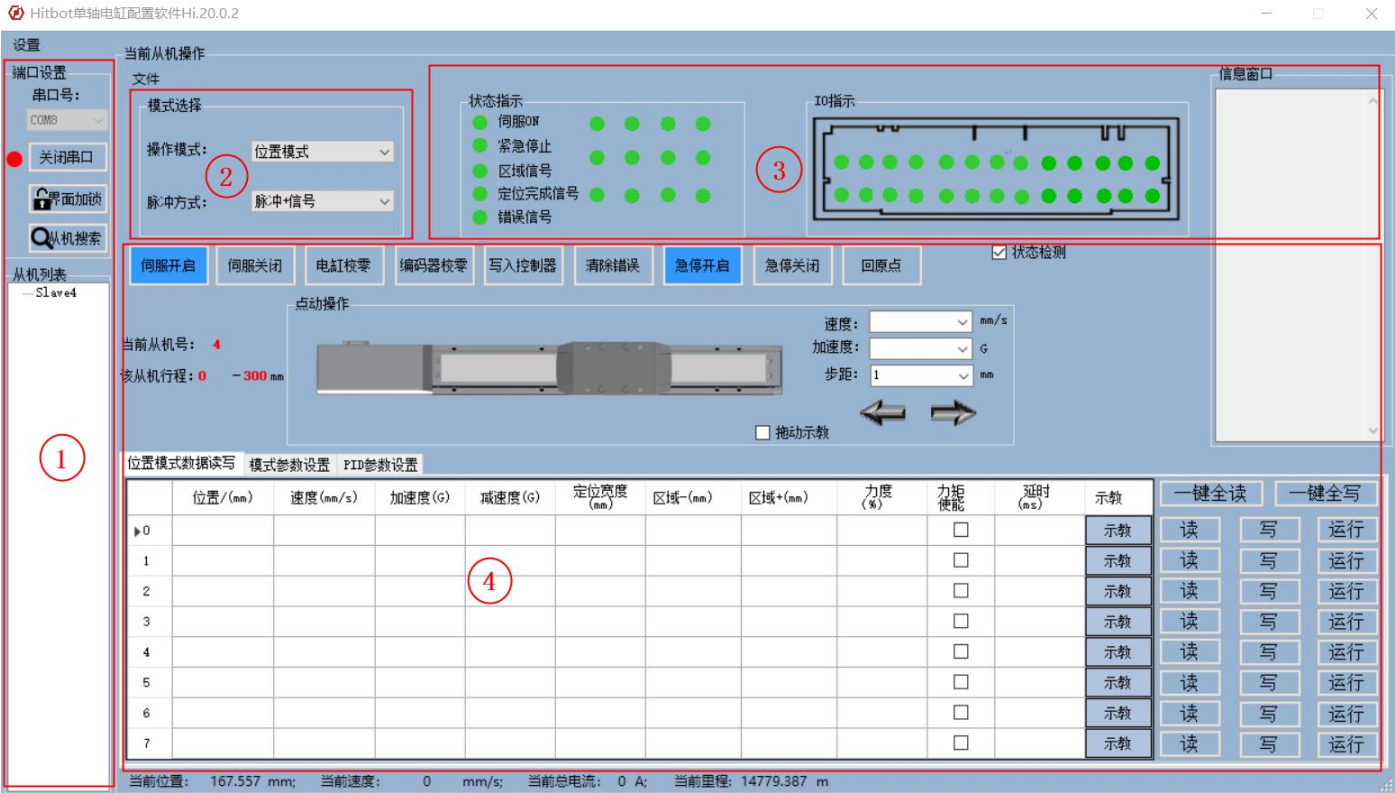 Hitbot单轴电缸配置软件Hi.20.0.2
设置
端口设置
串口号:
COM8
关闭串口
界面加锁
从机搜索
从机列表
Slave4
①
当前从机操作
文件
模式选择
操作模式: 位置模式
脉冲方式: 脉冲+信号
②
状态指示
伺服ON
紧急停止
区域信号
定位完成信号
错误信号
IO指示
③
信息窗口
伺服开启 伺服关闭 电缸校零 编码器校零 写入控制器 清除错误 急停开启 急停关闭 回原点
状态检测
当前从机号: 4
该从机行程:0 -300 mm
点动操作
速度: mm/s
加速度: G
步距: 1 mm
拖动示教
位置模式数据读写 模式参数设置 PID参数设置
位置/(mm) 速度(mm/s) 加速度(G) 减速度(G) 定位宽度(mm) 区域-(mm) 区域+(mm) 力度(%) 力矩使能 延时(ms) 示教 一键全读 一键全写
0 示教 读 写 运行
1 示教 读 写 运行
2 示教 读 写 运行
3 示教 读 写 运行
4 示教 读 写 运行
5 示教 读 写 运行
6 示教 读 写 运行
7 示教 读 写 运行
④
当前位置: 167.557 mm; 当前速度: 0 mm/s; 当前总电流: 0 A; 当前里程: 14779.387 m